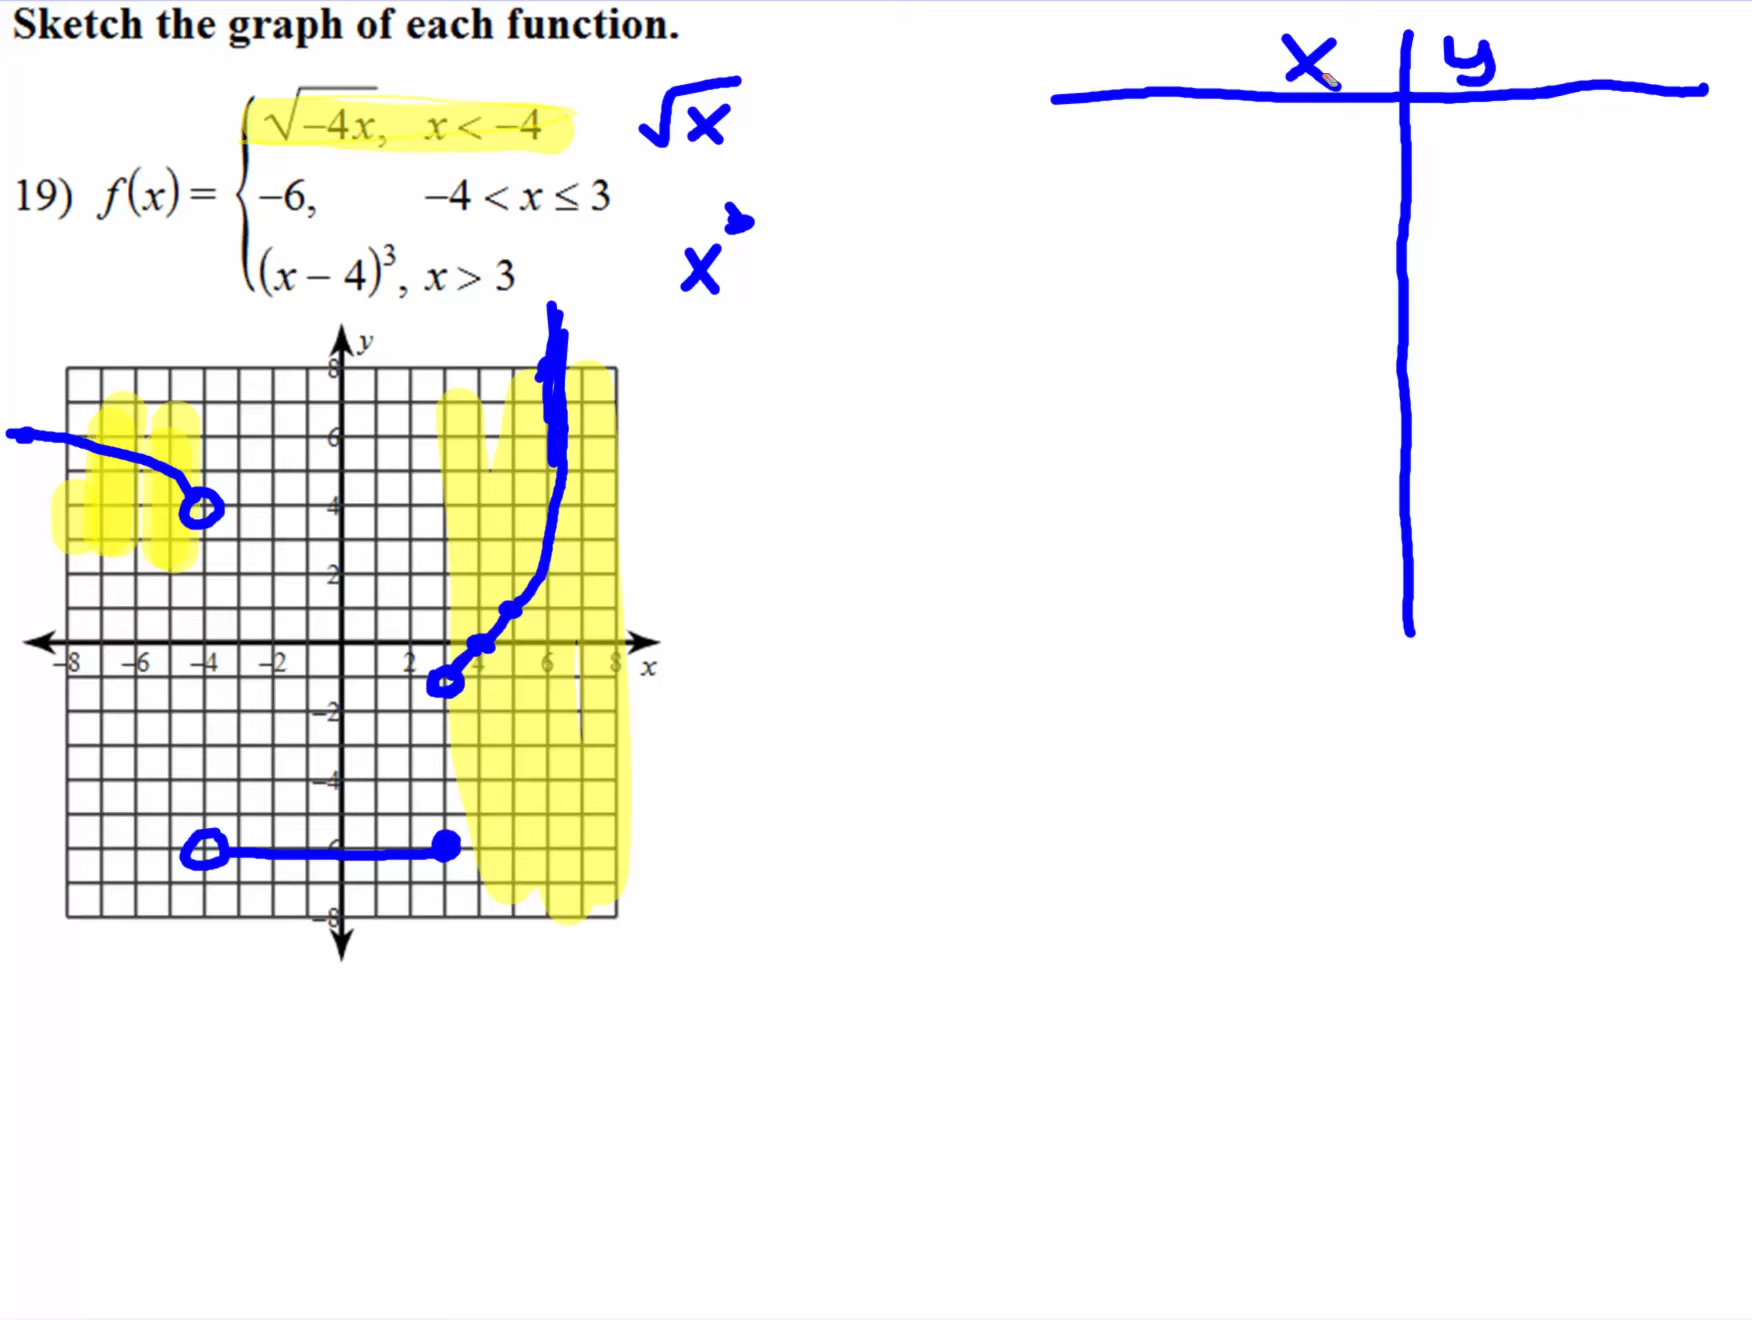 Sketch the graph of each function.
√-4x, x < -4 √x
19) f(x) = -6, -4 < x ≤ 3
(x - 4)³, x > 3 x³
x y
y
8
6
4
2
-8 -6 -4 -2 2 4 6 8 x
-2
-4
-6
-8